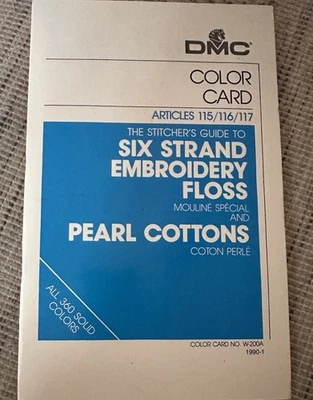 DMC
COLOR
CARD
ARTICLES 115/116/117
THE STITCHER'S GUIDE TO
SIX STRAND
EMBROIDERY
FLOSS
MOULINÉ SPÉCIAL
AND
PEARL COTTONS
COTON PERLÉ
ALL 360 SOLID
COLORS
COLOR CARD NO. W-200A
1990-1